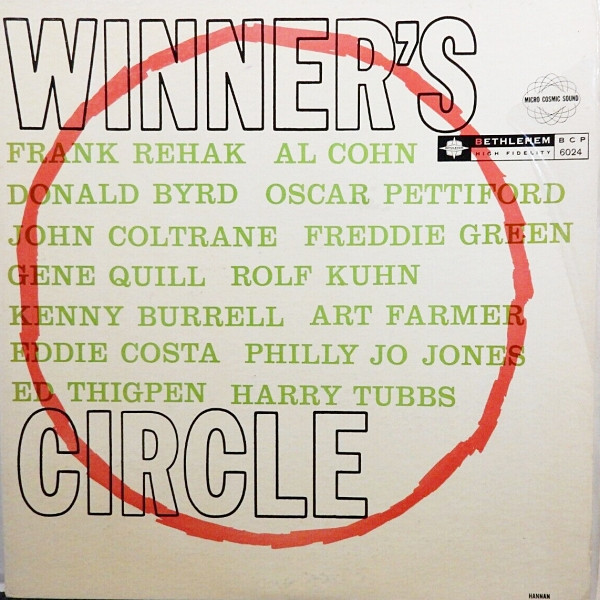 WINNER'S
MICRO COSMIC SOUND
FRANK REHAK AL COHN
BETHLEHEM
HIGH FIDELITY
BCP
6024
DONALD BYRD OSCAR PETTIFORD
JOHN COLTRANE FREDDIE GREEN
GENE QUILL ROLF KUHN
KENNY BURRELL ART FARMER
EDDIE COSTA PHILLY JO JONES
ED THIGPEN HARRY TUBBS
CIRCLE
HANNAN